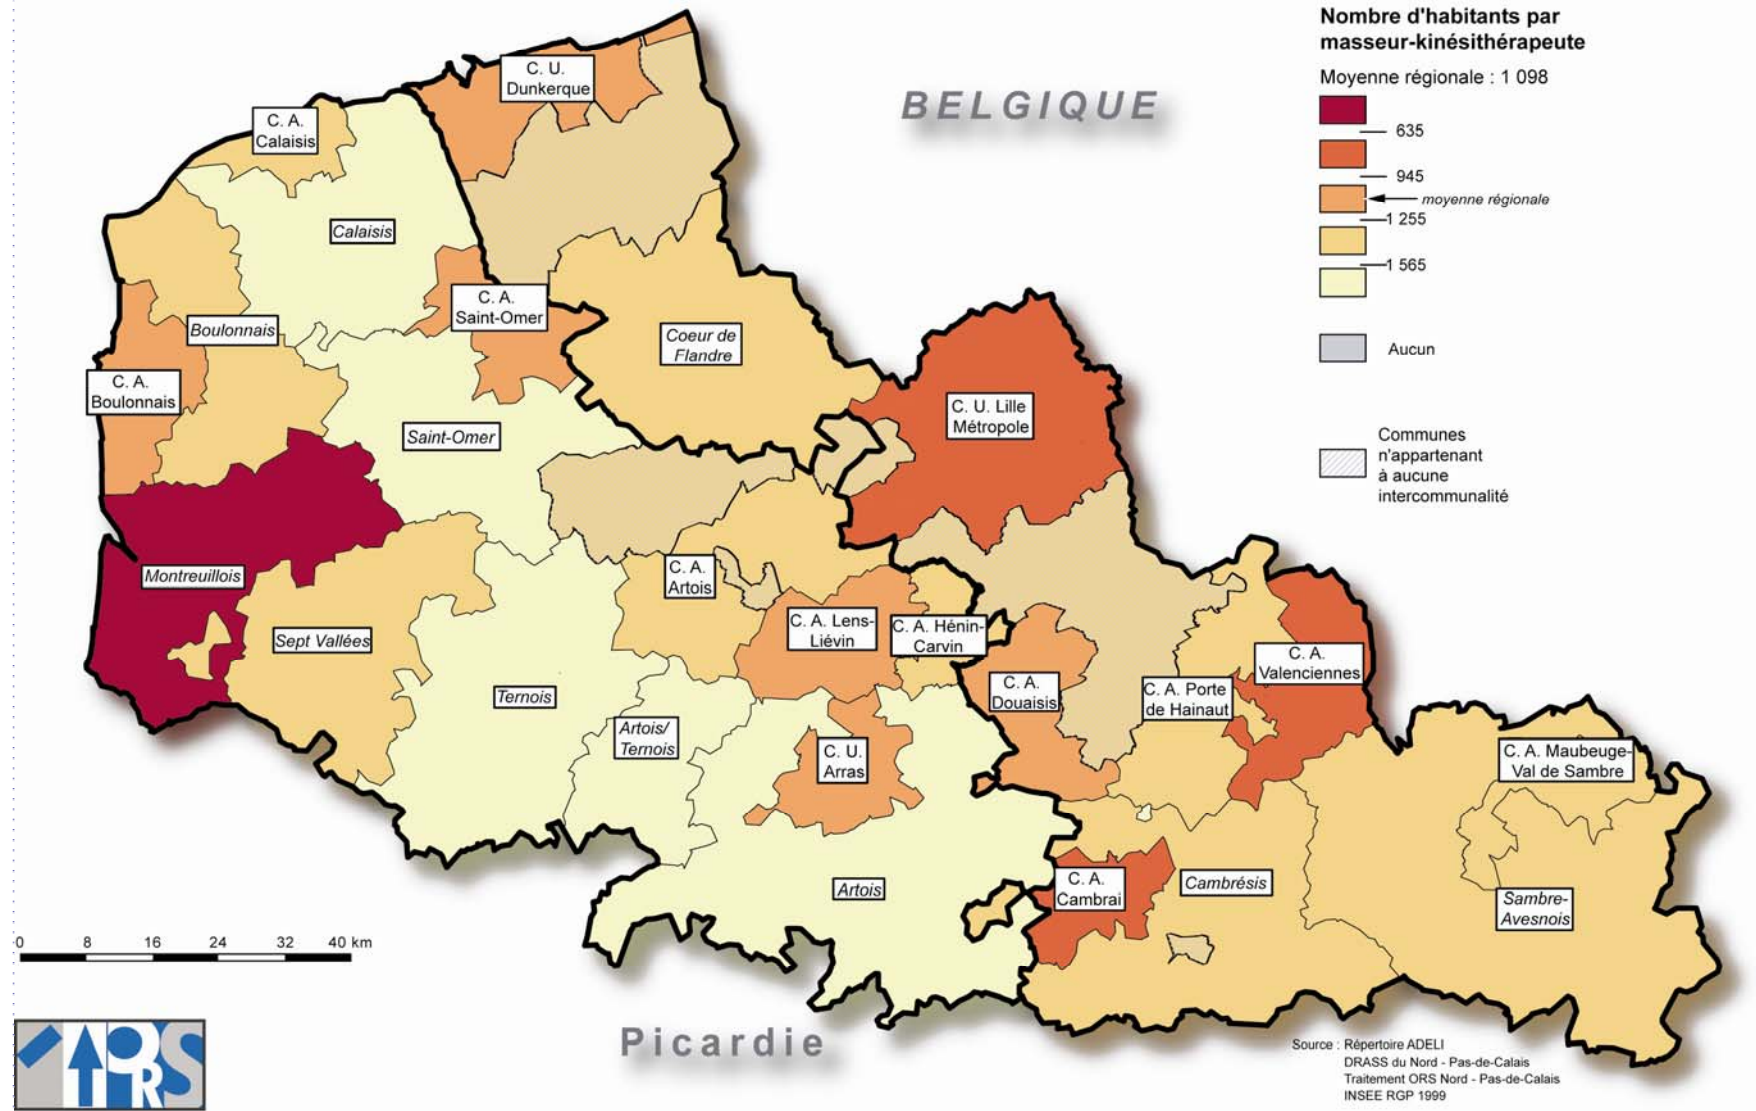 Nombre d'habitants par
masseur-kinésithérapeute
Moyenne régionale : 1 098
635
945
moyenne régionale
1 255
1 565
Aucun
Communes
n'appartenant
à aucune
intercommunalité
BELGIQUE
C. U.
Dunkerque
C. A.
Calaisis
Calaisis
C. A.
Saint-Omer
Boulonnais
Coeur de
Flandre
C. A.
Boulonnais
C. U. Lille
Métropole
Saint-Omer
Montreuillois
C. A.
Artois
Sept Vallées
C. A. Lens-
Liévin
C. A. Hénin-
Carvin
C. A.
Valenciennes
C. A.
Douaisis
C. A. Porte
de Hainaut
Ternois
Artois/
Ternois
C. U.
Arras
C. A. Maubeuge-
Val de Sambre
Artois
C. A.
Cambrai
Cambrésis
Sambre-
Avesnois
0 8 16 24 32 40 km
Picardie
ORS
Source : Répertoire ADELI
DRASS du Nord - Pas-de-Calais
Traitement ORS Nord - Pas-de-Calais
INSEE RGP 1999